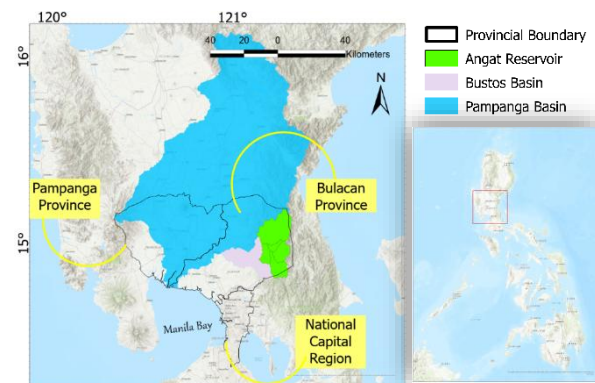 120°
121°
16°
15°
40 20 0 40
Kilometers
N
Pampanga
Province
Bulacan
Province
Manila Bay
National
Capital
Region
Provincial Boundary
Angat Reservoir
Bustos Basin
Pampanga Basin